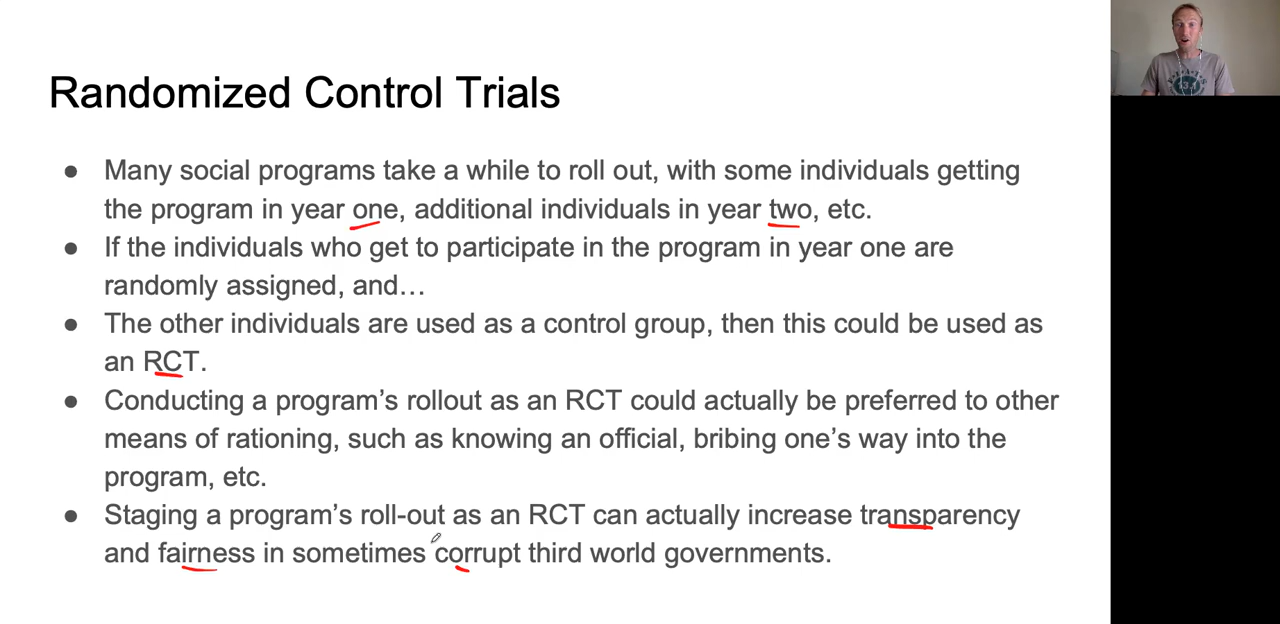 Randomized Control Trials
● Many social programs take a while to roll out, with some individuals getting
the program in year one, additional individuals in year two, etc.
● If the individuals who get to participate in the program in year one are
randomly assigned, and…
● The other individuals are used as a control group, then this could be used as
an RCT.
● Conducting a program’s rollout as an RCT could actually be preferred to other
means of rationing, such as knowing an official, bribing one’s way into the
program, etc.
● Staging a program’s roll-out as an RCT can actually increase transparency
and fairness in sometimes corrupt third world governments.
13.1